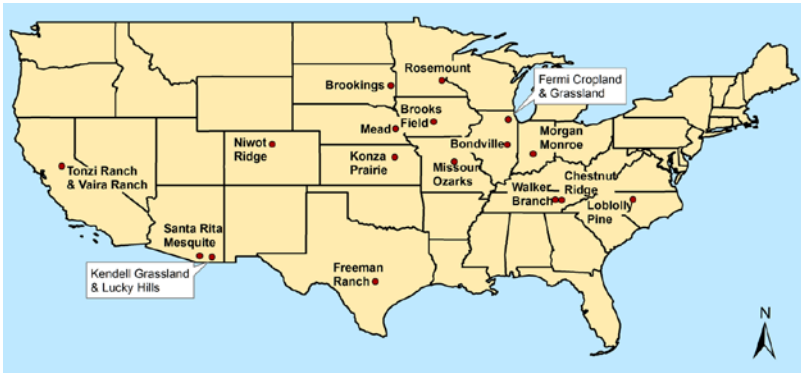 Rosemount
Fermi Cropland
& Grassland
Brookings
Brooks
Field
Mead
Niwot
Ridge
Bondville
Morgan
Monroe
Konza
Prairie
Missouri
Ozarks
Tonzi Ranch
& Vaira Ranch
Chestnut
Ridge
Walker
Branch
Loblolly
Pine
Santa Rita
Mesquite
Kendell Grassland
& Lucky Hills
Freeman
Ranch
N